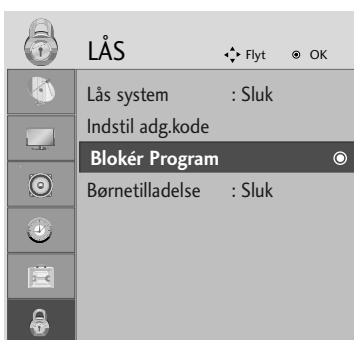 LÅS Flyt OK
Lås system : Sluk
Indstil adg.kode
Blokér Program
Børnetilladelse : Sluk